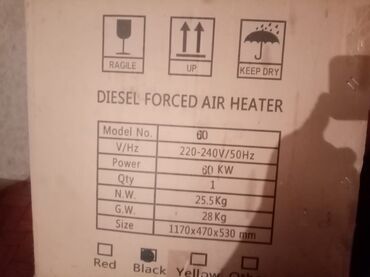 RAGILE
UP
KEEP DRY
DIESEL FORCED AIR HEATER
Model No. 60
V/Hz 220-240V/50Hz
Power 60 KW
Qty 1
N.W. 25.5Kg
G.W. 28Kg
Size 1170x470x530 mm
Red Black Yellow